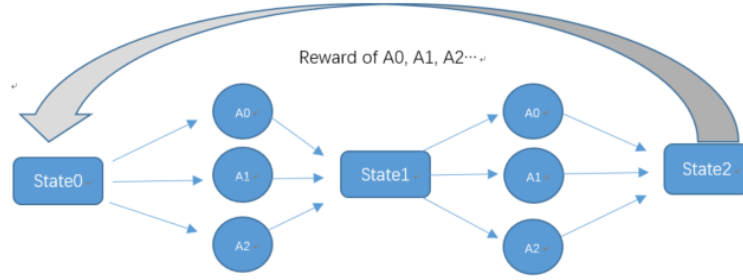 Reward of A0, A1, A2…
A0 A0
State0 A1 State1 A1 State2
A2 A2